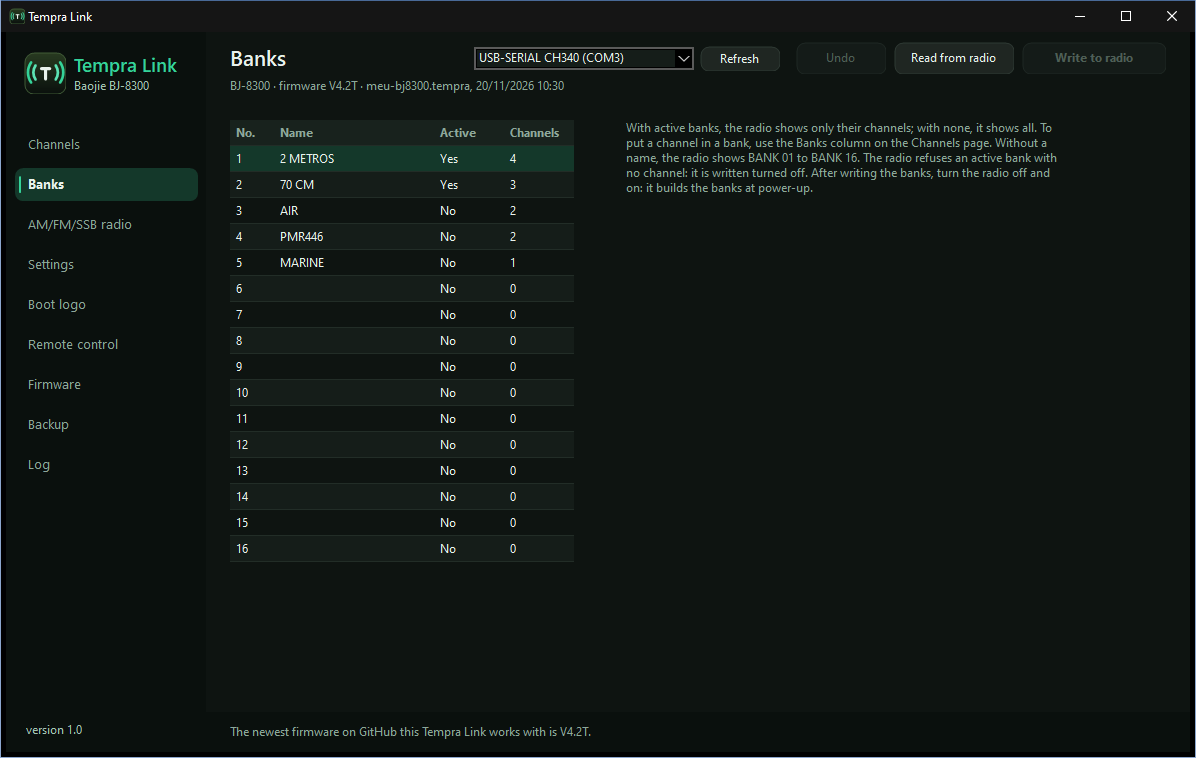 Tempra Link
Tempra Link
Baojie BJ-8300
Channels
Banks
AM/FM/SSB radio
Settings
Boot logo
Remote control
Firmware
Backup
Log
version 1.0
Banks
USB-SERIAL CH340 (COM3)
Refresh
Undo
Read from radio
Write to radio
BJ-8300 · firmware V4.2T · meu-bj8300.tempra, 20/11/2026 10:30
No. Name Active Channels
1 2 METROS Yes 4
2 70 CM Yes 3
3 AIR No 2
4 PMR446 No 2
5 MARINE No 1
6 No 0
7 No 0
8 No 0
9 No 0
10 No 0
11 No 0
12 No 0
13 No 0
14 No 0
15 No 0
16 No 0
With active banks, the radio shows only their channels; with none, it shows all. To
put a channel in a bank, use the Banks column on the Channels page. Without a
name, the radio shows BANK 01 to BANK 16. The radio refuses an active bank with
no channel: it is written turned off. After writing the banks, turn the radio off and
on: it builds the banks at power-up.
The newest firmware on GitHub this Tempra Link works with is V4.2T.